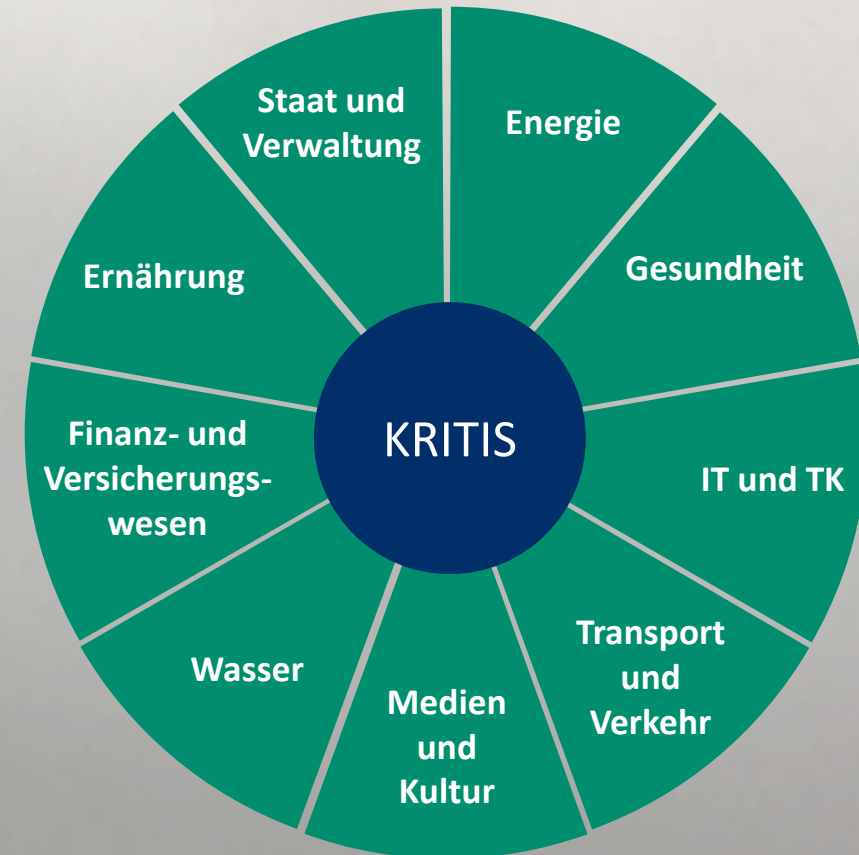 Staat und
Verwaltung
Energie
Gesundheit
IT und TK
Transport
und
Verkehr
Medien
und
Kultur
Wasser
Finanz- und
Versicherungs-
wesen
Ernährung
KRITIS